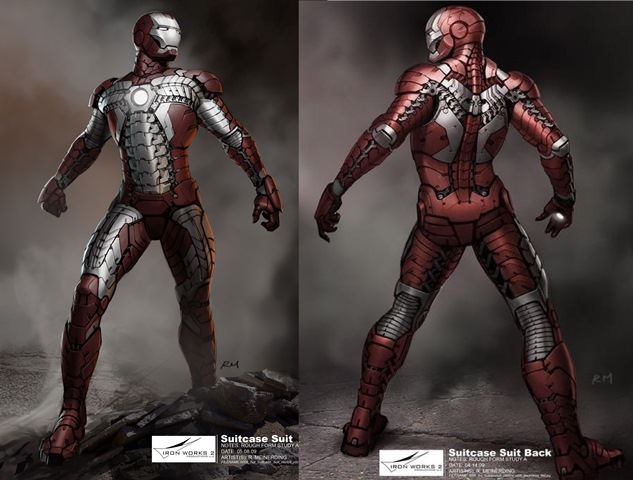 RM
IRON WORKS 2
Suitcase Suit
NOTES: ROUGH FORM STUDY A
DATE: 05.08.09
ARTIST(S): R. MEINERDING
RM
IRON WORKS 2
Suitcase Suit Back
NOTES: ROUGH FORM STUDY A
DATE: 04.14.09
ARTIST(S): R. MEINERDING